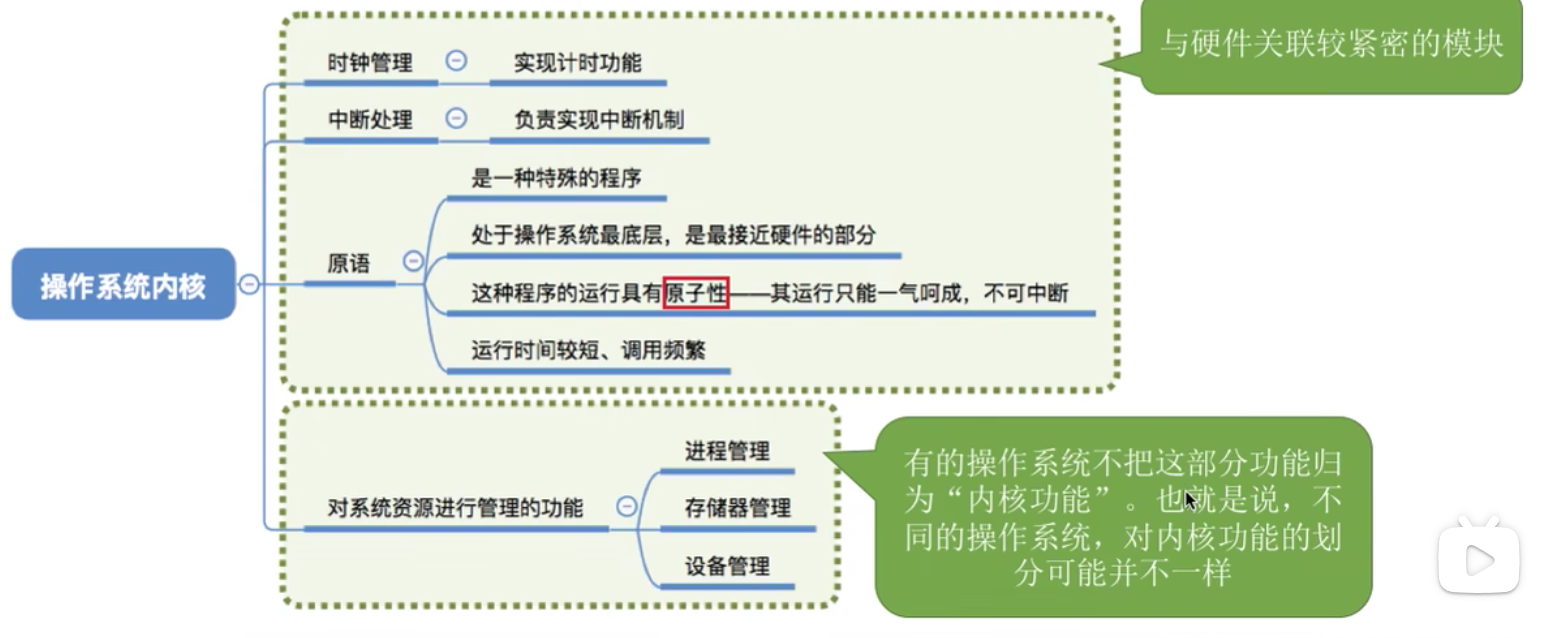 与硬件关联较紧密的模块
时钟管理
实现计时功能
中断处理
负责实现中断机制
是一种特殊的程序
处于操作系统最底层，是最接近硬件的部分
原语
这种程序的运行具有原子性——其运行只能一气呵成，不可中断
运行时间较短、调用频繁
操作系统内核
对系统资源进行管理的功能
进程管理
存储器管理
设备管理
有的操作系统不把这部分功能归
为“内核功能”。也就是说，不
同的操作系统，对内核功能的划
分可能并不一样